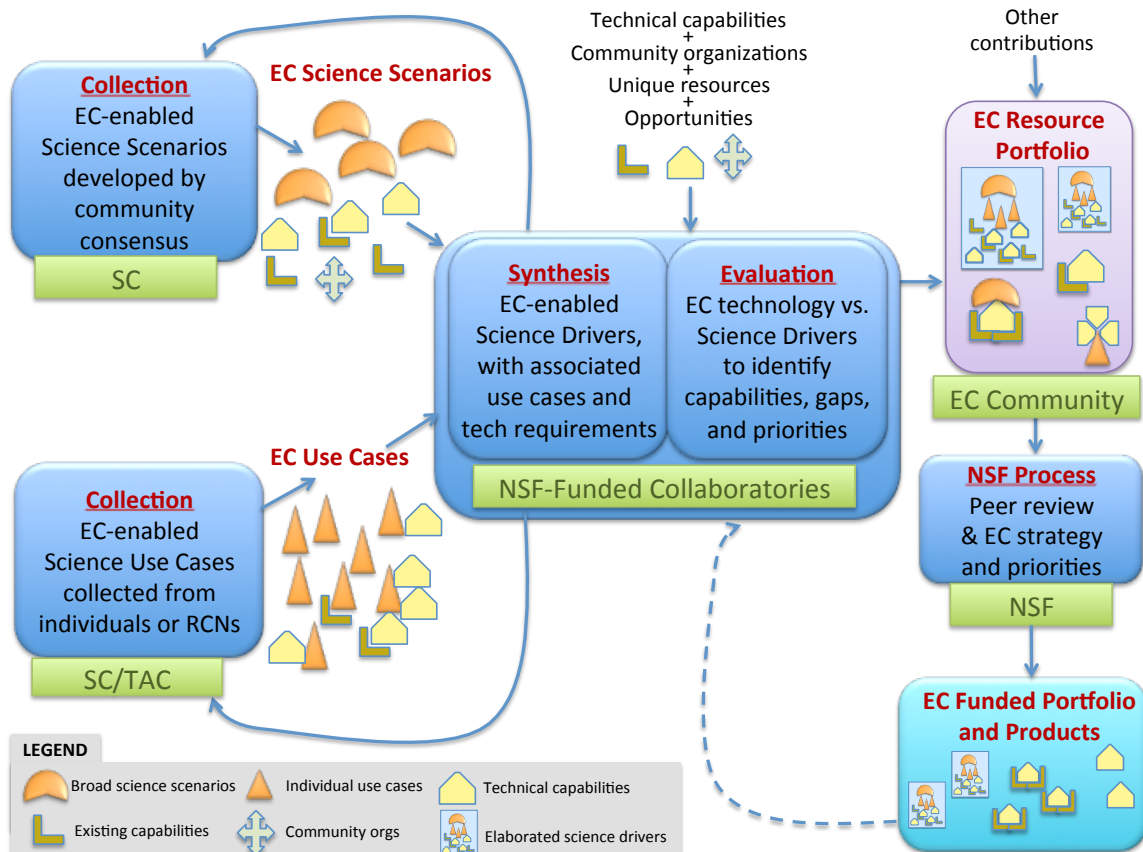 Technical capabilities
+
Community organizations
+
Unique resources
+
Opportunities
Other
contributions
Collection
EC-enabled
Science Scenarios
developed by
community
consensus
SC
EC Science Scenarios
Synthesis
EC-enabled
Science Drivers,
with associated
use cases and
tech requirements
Evaluation
EC technology vs.
Science Drivers
to identify
capabilities, gaps,
and priorities
NSF-Funded Collaboratories
EC Resource
Portfolio
EC Community
EC Use Cases
Collection
EC-enabled
Science Use Cases
collected from
individuals or RCNs
SC/TAC
NSF Process
Peer review
& EC strategy
and priorities
NSF
EC Funded Portfolio
and Products
LEGEND
Broad science scenarios
Individual use cases
Technical capabilities
Existing capabilities
Community orgs
Elaborated science drivers